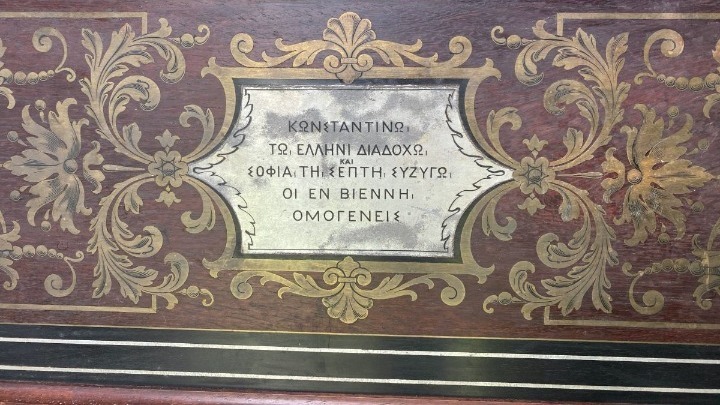 ΚΩΝΣΤΑΝΤΙΝΩι
ΤΩι ΕΛΛΗΝΙ ΔΙΑΔΟΧΩι
ΚΑΙ
ΣΟΦΙΑι ΤΗι ΣΕΠΤΗι ΣΥΖΥΓΩι
ΟΙ ΕΝ ΒΙΕΝΝΗι
ΟΜΟΓΕΝΕΙΣ